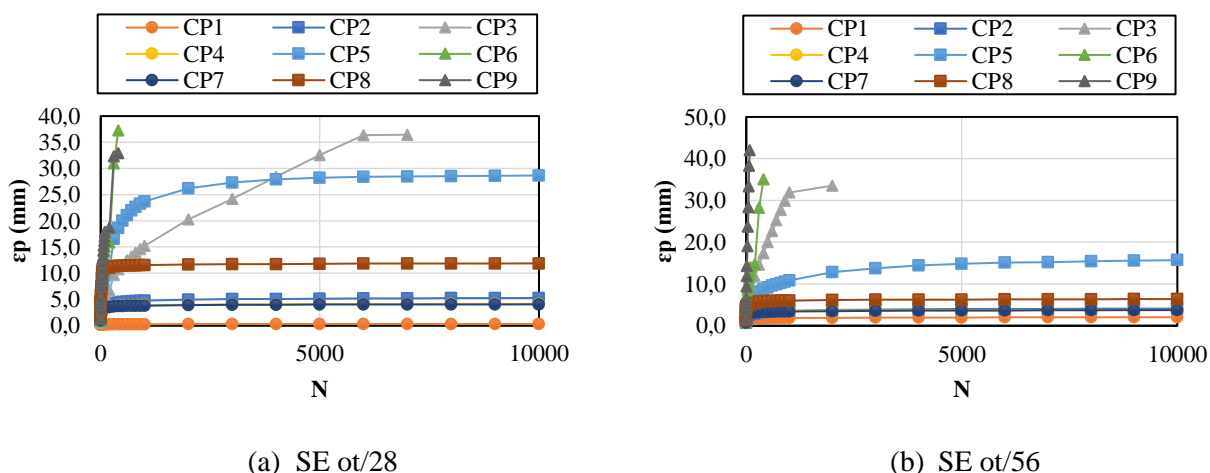 CP1 CP2 CP3
CP4 CP5 CP6
CP7 CP8 CP9
40,0
35,0
30,0
25,0
20,0
15,0
10,0
5,0
0,0
εp (mm)
0 5000 10000
N
(a) SE ot/28
CP1 CP2 CP3
CP4 CP5 CP6
CP7 CP8 CP9
50,0
40,0
30,0
20,0
10,0
0,0
εp (mm)
0 5000 10000
N
(b) SE ot/56